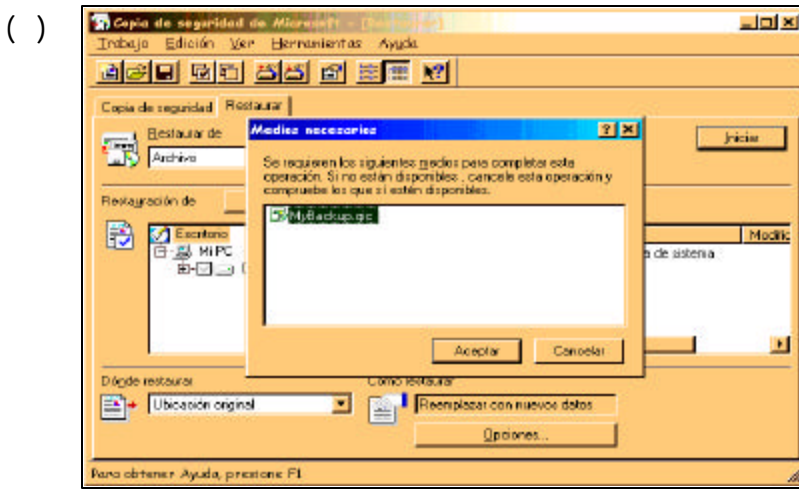 ( )
Copia de seguridad de Microsoft - [
Trabajo Edición Ver Herramientas Ayuda
Copia de seguridad Restaurar
Restaurar de
Archivo
Iniciar
Medios necesarios
Se requieren los siguientes medios para completar esta
operación. Si no están disponibles, cancele esta operación y
compruebe los que sí estén disponibles.
MyBackup.qic
Aceptar Cancelar
Restauración de
Escritorio
Mi PC
Modific
a de sistema
Dónde restaurar
Ubicación original
Cómo restaurar
Reemplazar con nuevos datos
Opciones...
Para obtener Ayuda, presione F1